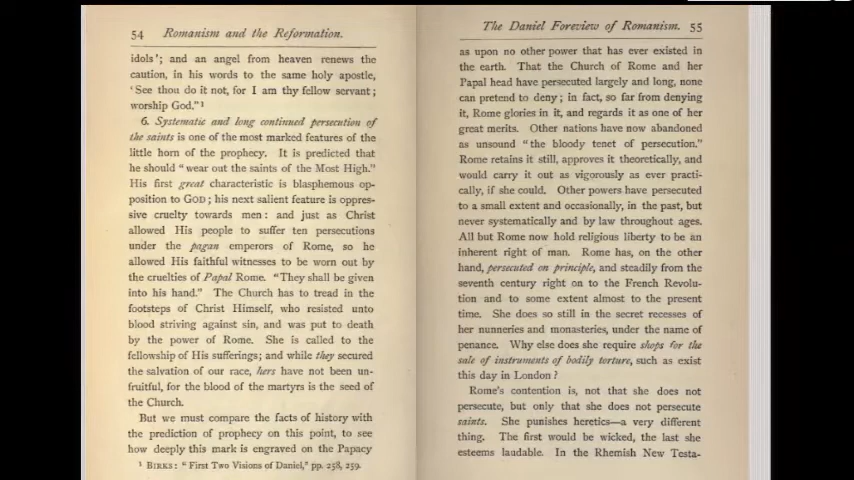 54 Romanism and the Reformation.
idols'; and an angel from heaven renews the
caution, in his words to the same holy apostle,
'See thou do it not, for I am thy fellow servant;
worship God." 1
6. Systematic and long continued persecution of
the saints is one of the most marked features of the
little horn of the prophecy. It is predicted that
he should "wear out the saints of the Most High."
His first great characteristic is blasphemous op-
position to GOD; his next salient feature is oppres-
sive cruelty towards men: and just as Christ
allowed His people to suffer ten persecutions
under the pagan emperors of Rome, so he
allowed His faithful witnesses to be worn out by
the cruelties of Papal Rome. "They shall be given
into his hand." The Church has to tread in the
footsteps of Christ Himself, who resisted unto
blood striving against sin, and was put to death
by the power of Rome. She is called to the
fellowship of His sufferings; and while they secured
the salvation of our race, hers have not been un-
fruitful, for the blood of the martyrs is the seed of
the Church.
But we must compare the facts of history with
the prediction of prophecy on this point, to see
how deeply this mark is engraved on the Papacy
1 BIRKS: "First Two Visions of Daniel," pp. 258, 259.
The Daniel Foreview of Romanism. 55
as upon no other power that has ever existed in
the earth. That the Church of Rome and her
Papal head have persecuted largely and long, none
can pretend to deny; in fact, so far from denying
it, Rome glories in it, and regards it as one of her
great merits. Other nations have now abandoned
as unsound "the bloody tenet of persecution."
Rome retains it still, approves it theoretically, and
would carry it out as vigorously as ever practi-
cally, if she could. Other powers have persecuted
to a small extent and occasionally, in the past, but
never systematically and by law throughout ages.
All but Rome now hold religious liberty to be an
inherent right of man. Rome has, on the other
hand, persecuted on principle, and steadily from the
seventh century right on to the French Revolu-
tion and to some extent almost to the present
time. She does so still in the secret recesses of
her nunneries and monasteries, under the name of
penance. Why else does she require shops for the
sale of instruments of bodily torture, such as exist
this day in London?
Rome's contention is, not that she does not
persecute, but only that she does not persecute
saints. She punishes heretics—a very different
thing. The first would be wicked, the last she
esteems laudable. In the Rhemish New Testa-